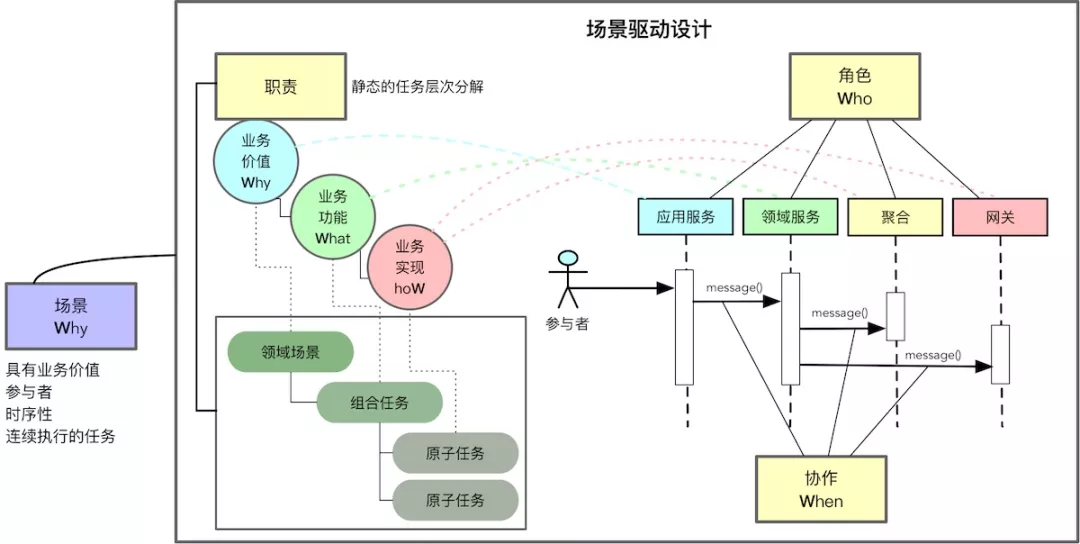 场景驱动设计
职责
静态的任务层次分解
角色
Who
业务
价值
Why
业务
功能
What
业务
实现
hoW
应用服务
领域服务
聚合
网关
参与者
message()
message()
message()
场景
Why
具有业务价值
参与者
时序性
连续执行的任务
领域场景
组合任务
原子任务
原子任务
协作
When